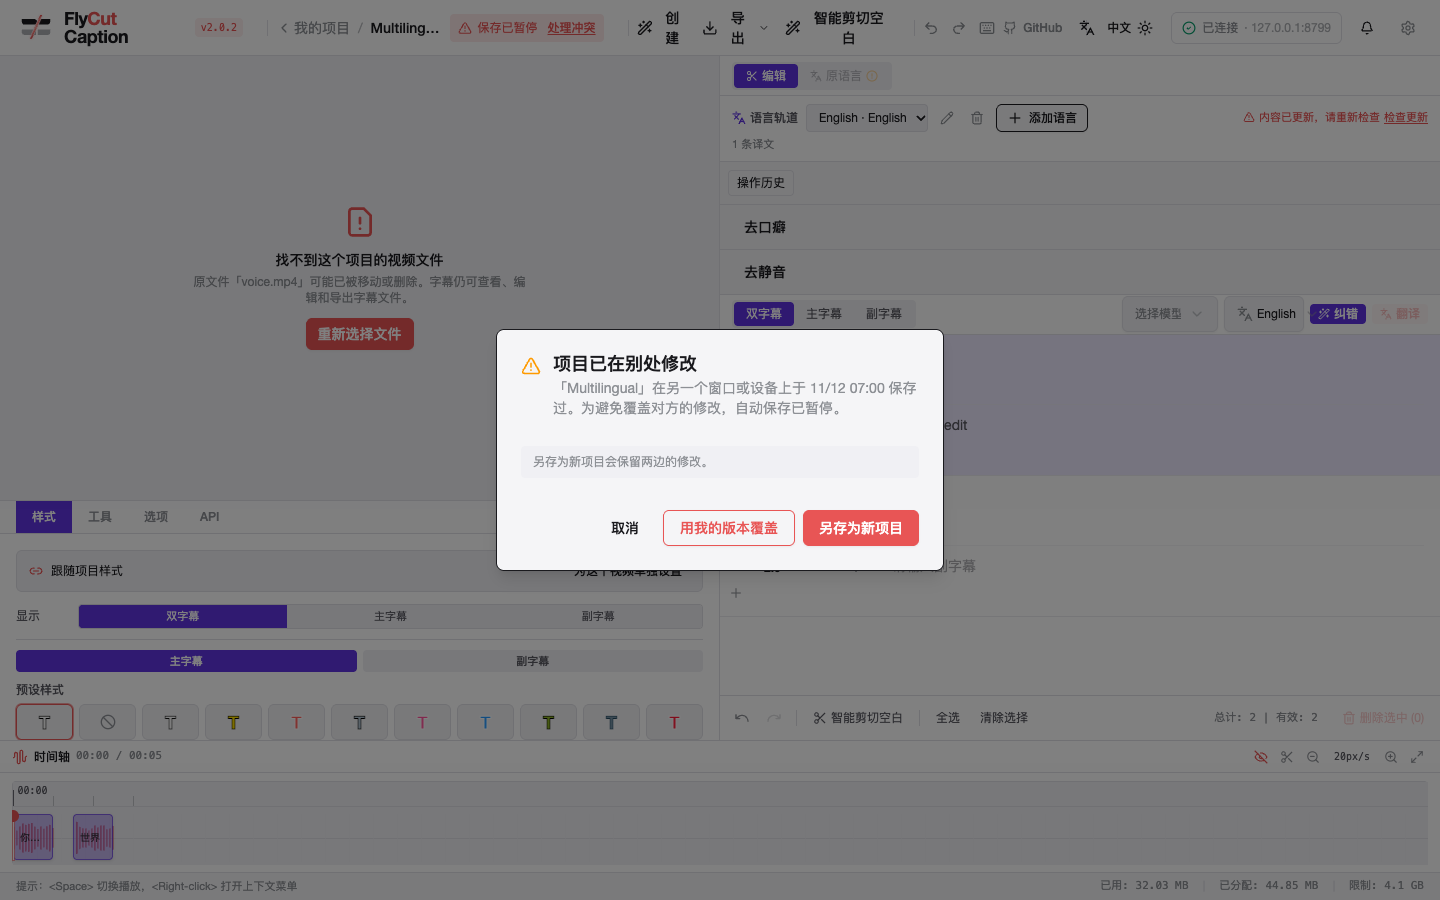 FlyCut
Caption
v2.0.2
我的项目 / Multiling...
保存已暂停 处理冲突
创建
导出
智能剪切空白
GitHub
中文
已连接 · 127.0.0.1:8799
找不到这个项目的视频文件
原文件「voice.mp4」可能已被移动或删除。字幕仍可查看、编
辑和导出字幕文件。
重新选择文件
编辑
原语言
语言轨道
English · English
添加语言
内容已更新，请重新检查 检查更新
1 条译文
操作历史
去口癖
去静音
双字幕 主字幕 副字幕
选择模型
English
纠错
翻译
edit
项目已在别处修改
「Multilingual」在另一个窗口或设备上于 11/12 07:00 保存
过。为避免覆盖对方的修改，自动保存已暂停。
另存为新项目会保留两边的修改。
取消
用我的版本覆盖
另存为新项目
样式 工具 选项 API
跟随项目样式
显示
双字幕 主字幕 副字幕
主字幕 副字幕
预设样式
T T T T T T T T T T
智能剪切空白
全选 清除选择
总计: 2 | 有效: 2
删除选中 (0)
时间轴 00:00 / 00:05
20px/s
00:00
你...
世界
提示: <Space> 切换播放，<Right-click> 打开上下文菜单
已用: 32.03 MB
已分配: 44.85 MB
限制: 4.1 GB